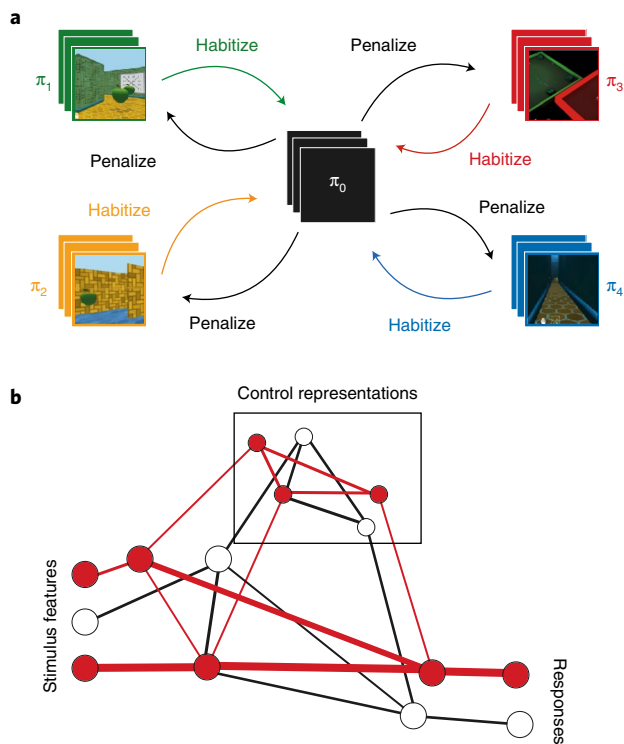 a
Habitize
Penalize
π1
π3
Penalize
Habitize
π0
Habitize
Penalize
π2
π4
Penalize
Habitize
b
Control representations
Stimulus features
Responses